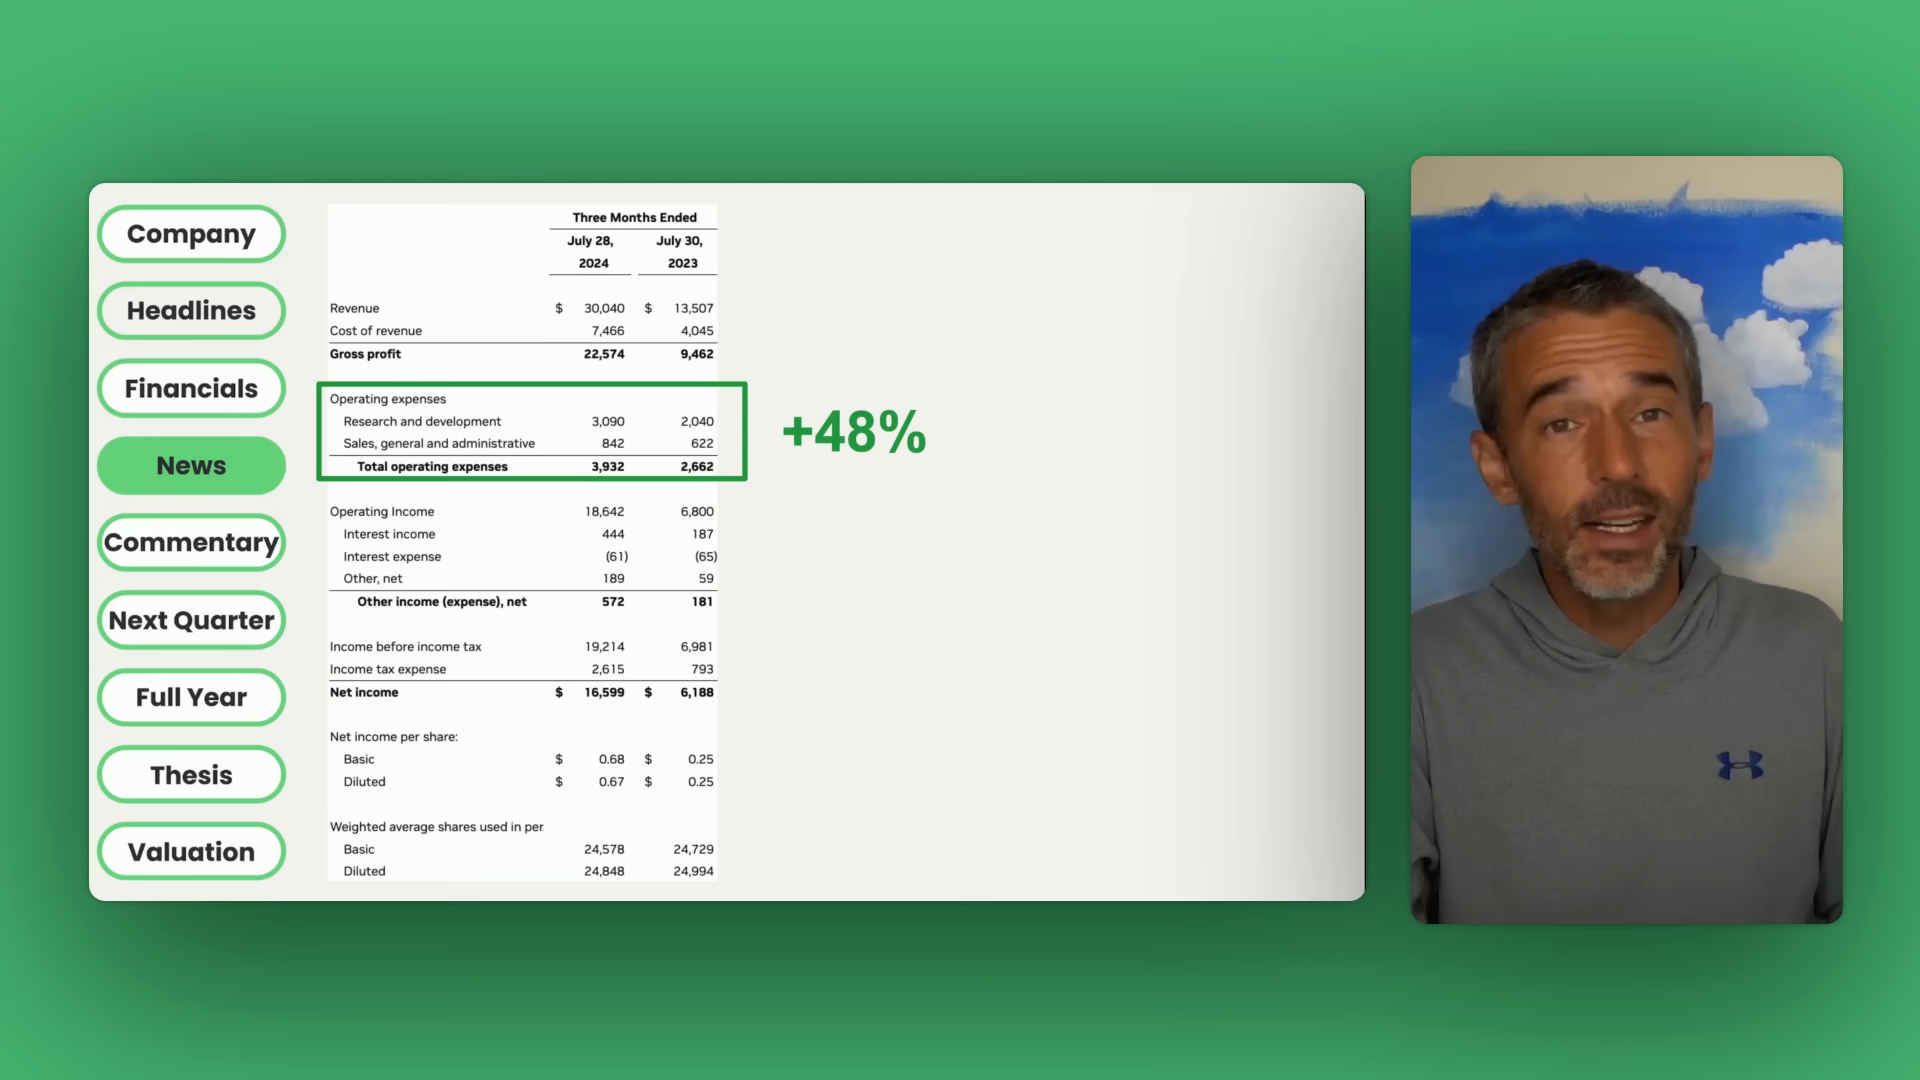 Company
Headlines
Financials
News
Commentary
Next Quarter
Full Year
Thesis
Valuation
Three Months Ended
July 28, July 30,
2024 2023
Revenue $ 30,040 $ 13,507
Cost of revenue 7,466 4,045
Gross profit 22,574 9,462
Operating expenses
Research and development 3,090 2,040
Sales, general and administrative 842 622
Total operating expenses 3,932 2,662
+48%
Operating Income 18,642 6,800
Interest income 444 187
Interest expense (61) (65)
Other, net 189 59
Other income (expense), net 572 181
Income before income tax 19,214 6,981
Income tax expense 2,615 793
Net income $ 16,599 $ 6,188
Net income per share:
Basic $ 0.68 $ 0.25
Diluted $ 0.67 $ 0.25
Weighted average shares used in per
Basic 24,578 24,729
Diluted 24,848 24,994